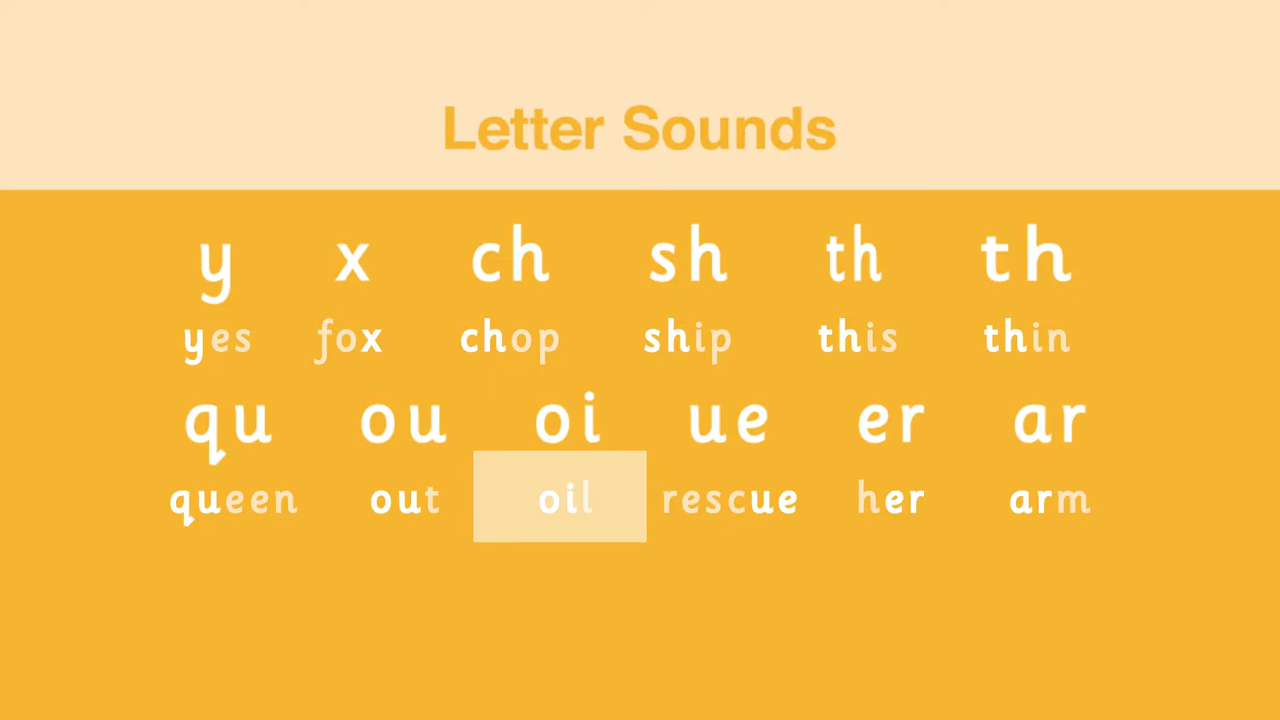 Letter Sounds
y x ch sh th th
yes fox chop ship this thin
qu ou oi ue er ar
queen out oil rescue her arm